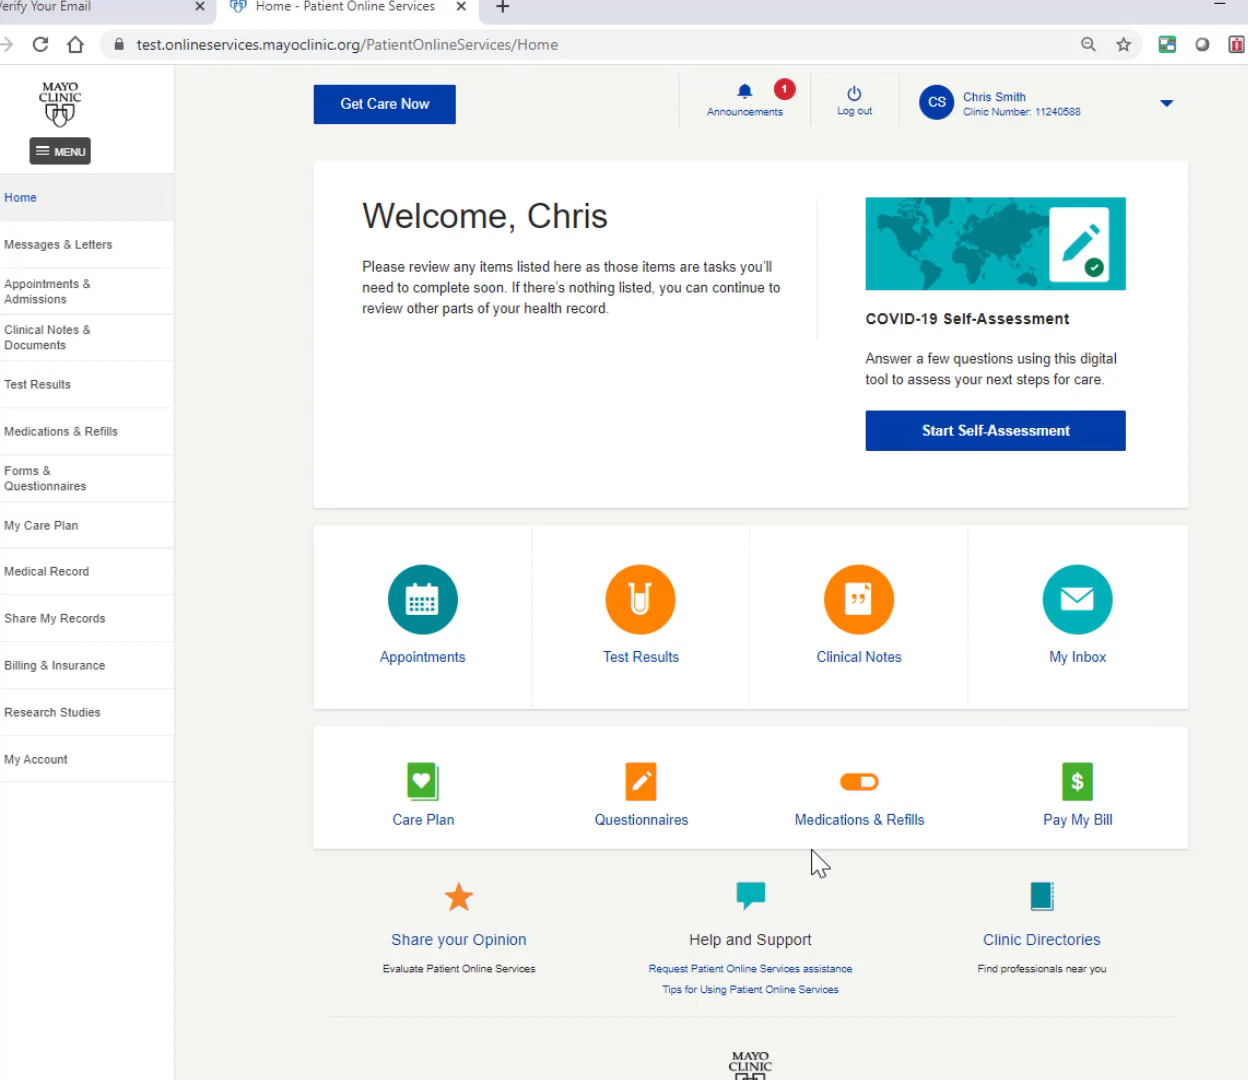 erify Your Email
Home - Patient Online Services
test.onlineservices.mayoclinic.org/PatientOnlineServices/Home
MAYO
CLINIC
MENU
Home
Messages & Letters
Appointments &
Admissions
Clinical Notes &
Documents
Test Results
Medications & Refills
Forms &
Questionnaires
My Care Plan
Medical Record
Share My Records
Billing & Insurance
Research Studies
My Account
Get Care Now
1
Announcements
Log out
CS
Chris Smith
Clinic Number: 11240588
Welcome, Chris
Please review any items listed here as those items are tasks you'll
need to complete soon. If there's nothing listed, you can continue to
review other parts of your health record.
COVID-19 Self-Assessment
Answer a few questions using this digital
tool to assess your next steps for care.
Start Self-Assessment
Appointments
Test Results
Clinical Notes
My Inbox
Care Plan
Questionnaires
Medications & Refills
$
Pay My Bill
Share your Opinion
Evaluate Patient Online Services
Help and Support
Request Patient Online Services assistance
Tips for Using Patient Online Services
Clinic Directories
Find professionals near you
MAYO
CLINIC